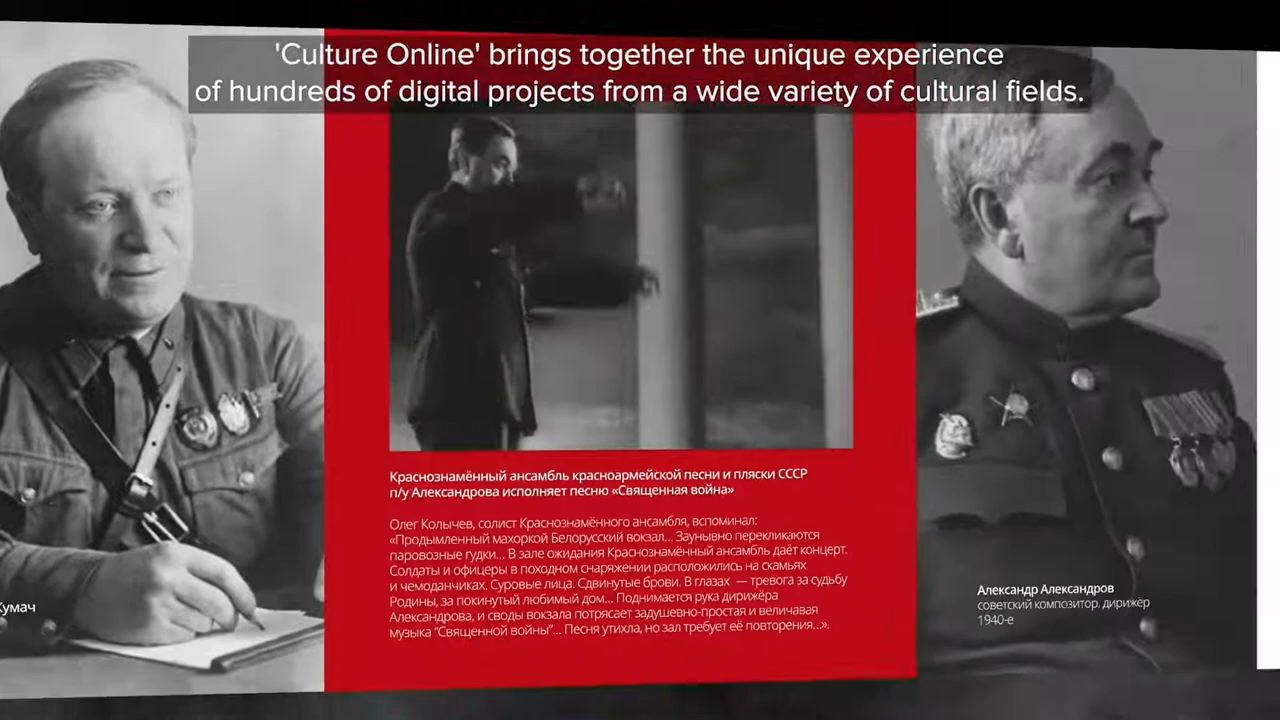 'Culture Online' brings together the unique experience
of hundreds of digital projects from a wide variety of cultural fields.
Кумач
Краснознамённый ансамбль красноармейской песни и пляски СССР
п/у Александрова исполняет песню «Священная война»
Олег Колычев, солист Краснознамённого ансамбля, вспоминал:
«Продымленный махоркой Белорусский вокзал... Заунывно перекликаются
паровозные гудки... В зале ожидания Краснознамённый ансамбль даёт концерт.
Солдаты и офицеры в походном снаряжении расположились на скамьях
и чемоданчиках. Суровые лица. Сдвинутые брови. В глазах — тревога за судьбу
Родины, за покинутый любимый дом... Поднимается рука дирижёра
Александрова, и своды вокзала потрясает задушевно-простая и величавая
музыка "Священной войны"... Песня утихла, но зал требует её повторения...».
Александр Александров
советский композитор, дирижёр
1940-е